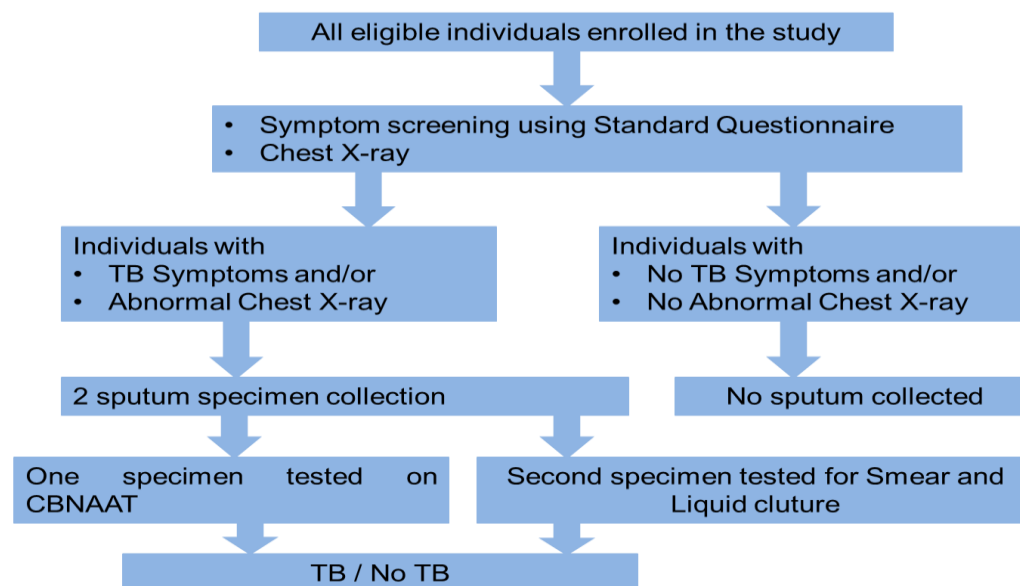 All eligible individuals enrolled in the study
• Symptom screening using Standard Questionnaire
• Chest X-ray
Individuals with
• TB Symptoms and/or
• Abnormal Chest X-ray
Individuals with
• No TB Symptoms and/or
• No Abnormal Chest X-ray
2 sputum specimen collection
No sputum collected
One specimen tested on
CBNAAT
Second specimen tested for Smear and
Liquid cluture
TB / No TB